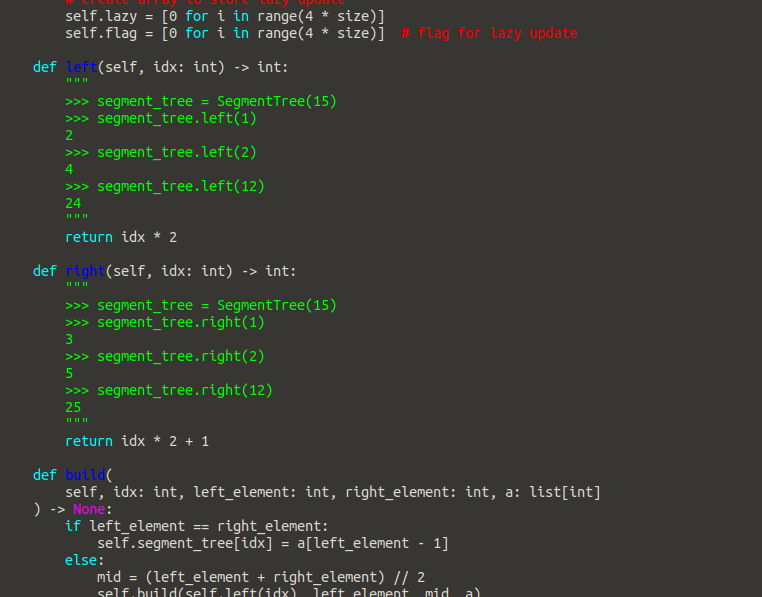 # create array to store lazy update
        self.lazy = [0 for i in range(4 * size)]
        self.flag = [0 for i in range(4 * size)]  # flag for lazy update

    def left(self, idx: int) -> int:
        """
        >>> segment_tree = SegmentTree(15)
        >>> segment_tree.left(1)
        2
        >>> segment_tree.left(2)
        4
        >>> segment_tree.left(12)
        24
        """
        return idx * 2

    def right(self, idx: int) -> int:
        """
        >>> segment_tree = SegmentTree(15)
        >>> segment_tree.right(1)
        3
        >>> segment_tree.right(2)
        5
        >>> segment_tree.right(12)
        25
        """
        return idx * 2 + 1

    def build(
        self, idx: int, left_element: int, right_element: int, a: list[int]
    ) -> None:
        if left_element == right_element:
            self.segment_tree[idx] = a[left_element - 1]
        else:
            mid = (left_element + right_element) // 2
            self.build(self.left(idx), left_element, mid, a)